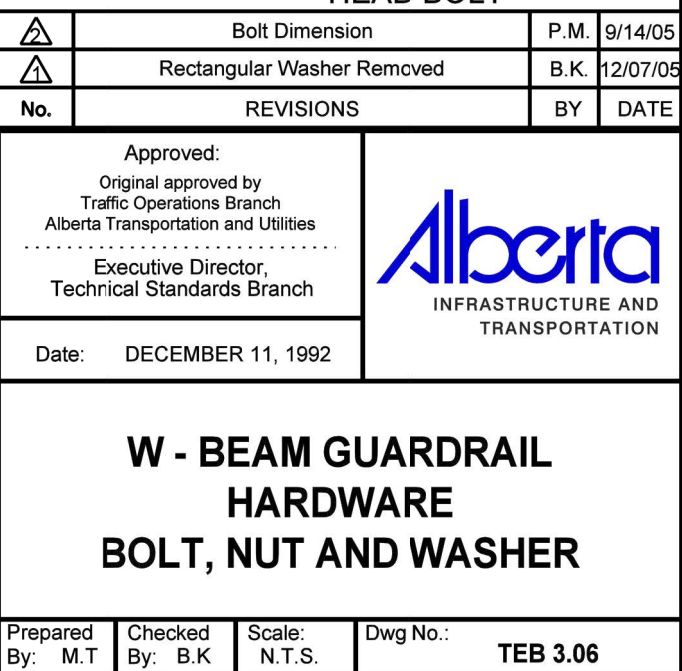 HEAD BOLT
2 Bolt Dimension P.M. 9/14/05
1 Rectangular Washer Removed B.K. 12/07/05
No. REVISIONS BY DATE
Approved:
Original approved by
Traffic Operations Branch
Alberta Transportation and Utilities
Executive Director,
Technical Standards Branch
Date: DECEMBER 11, 1992
Alberta
INFRASTRUCTURE AND
TRANSPORTATION
W - BEAM GUARDRAIL
HARDWARE
BOLT, NUT AND WASHER
Prepared
By: M.T
Checked
By: B.K
Scale:
N.T.S.
Dwg No.:
TEB 3.06